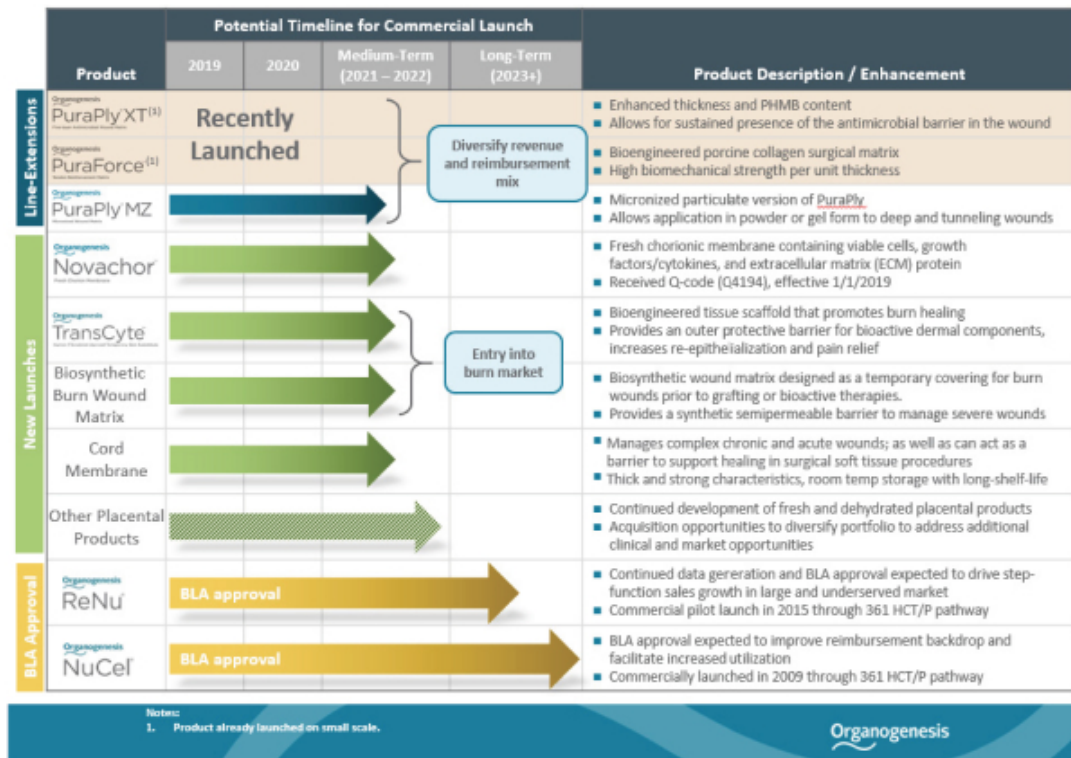 Potential Timeline for Commercial Launch
Product
2019
2020
Medium-Term
(2021 – 2022)
Long-Term
(2023+)
Product Description / Enhancement
Line-Extensions
Organogenesis
PuraPly XT(1)
Recently
Launched
Diversify revenue
and reimbursement
mix
■ Enhanced thickness and PHMB content
■ Allows for sustained presence of the antimicrobial barrier in the wound
Organogenesis
PuraForce(1)
■ Bioengineered porcine collagen surgical matrix
■ High biomechanical strength per unit thickness
Organogenesis
PuraPly MZ
■ Micronized particulate version of PuraPly
■ Allows application in powder or gel form to deep and tunneling wounds
New Launches
Organogenesis
Novachor
■ Fresh chorionic membrane containing viable cells, growth
factors/cytokines, and extracellular matrix (ECM) protein
■ Received Q-code (Q4194), effective 1/1/2019
Organogenesis
TransCyte
Entry into
burn market
■ Bioengineered tissue scaffold that promotes burn healing
■ Provides an outer protective barrier for bioactive dermal components,
increases re-epithelialization and pain relief
Biosynthetic
Burn Wound
Matrix
■ Biosynthetic wound matrix designed as a temporary covering for burn
wounds prior to grafting or bioactive therapies.
■ Provides a synthetic semipermeable barrier to manage severe wounds
Cord
Membrane
■ Manages complex chronic and acute wounds; as well as can act as a
barrier to support healing in surgical soft tissue procedures
■ Thick and strong characteristics, room temp storage with long-shelf-life
Other Placental
Products
■ Continued development of fresh and dehydrated placental products
■ Acquisition opportunities to diversify portfolio to address additional
clinical and market opportunities
BLA Approval
Organogenesis
ReNu
BLA approval
■ Continued data gereration and BLA approval expected to drive step-
function sales growth in large and underserved market
■ Commercial pilot launch in 2015 through 361 HCT/P pathway
Organogenesis
NuCel
BLA approval
■ BLA approval expected to improve reimbursement backdrop and
facilitate increased utilization
■ Commercially launched in 2009 through 361 HCT/P pathway
Notes:
1. Product already launched on small scale.
Organogenesis